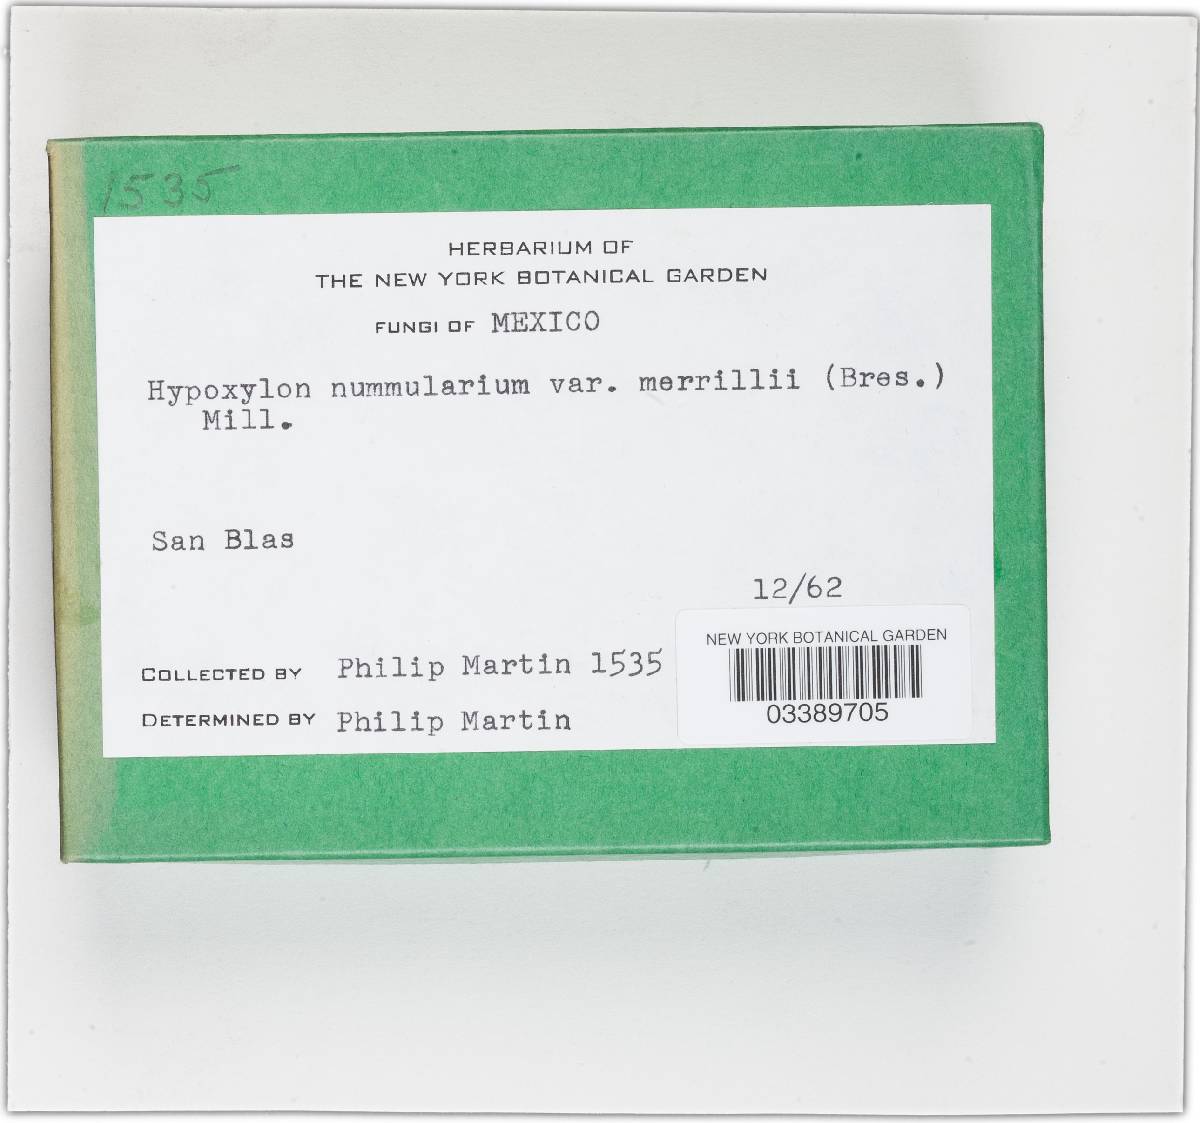 1535
HERBARIUM OF
THE NEW YORK BOTANICAL GARDEN
FUNGI OF MEXICO
Hypoxylon nummularium var. merrillii (Bres.)
Mill.
San Blas
12/62
COLLECTED BY Philip Martin 1535
DETERMINED BY Philip Martin
NEW YORK BOTANICAL GARDEN
03389705